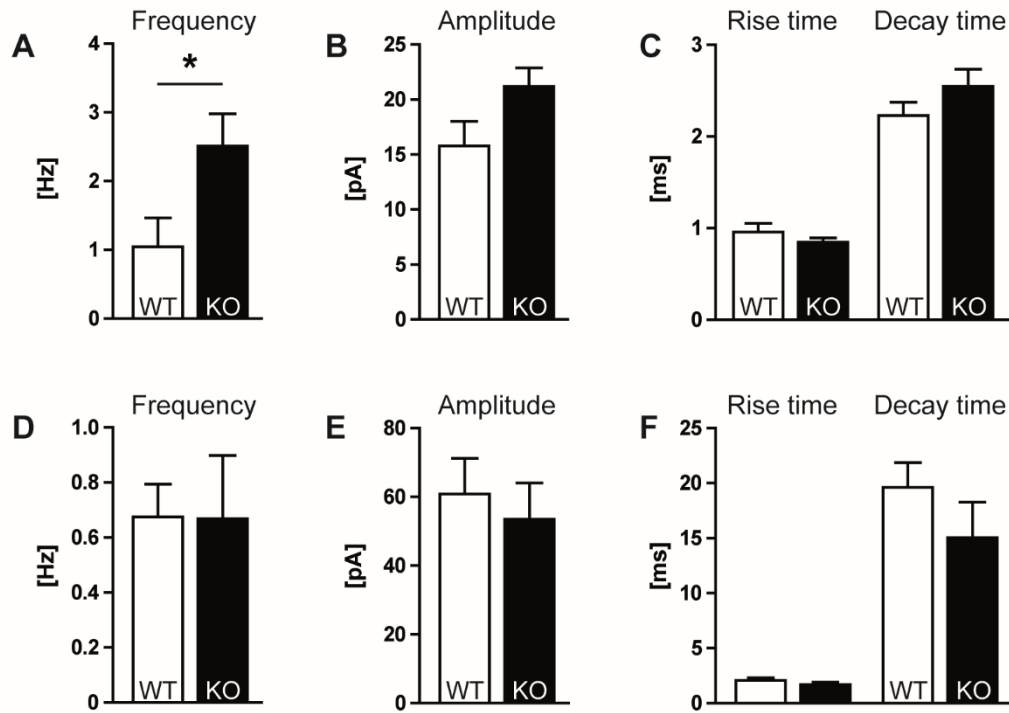 A
Frequency
[Hz]
4
3
2
1
0
*
WT
KO
B
Amplitude
[pA]
25
20
15
10
5
0
WT
KO
C
Rise time
Decay time
[ms]
3
2
1
0
WT
KO
WT
KO
D
Frequency
[Hz]
1.0
0.8
0.6
0.4
0.2
0
WT
KO
E
Amplitude
[pA]
80
60
40
20
0
WT
KO
F
Rise time
Decay time
[ms]
25
20
15
10
5
0
WT
KO